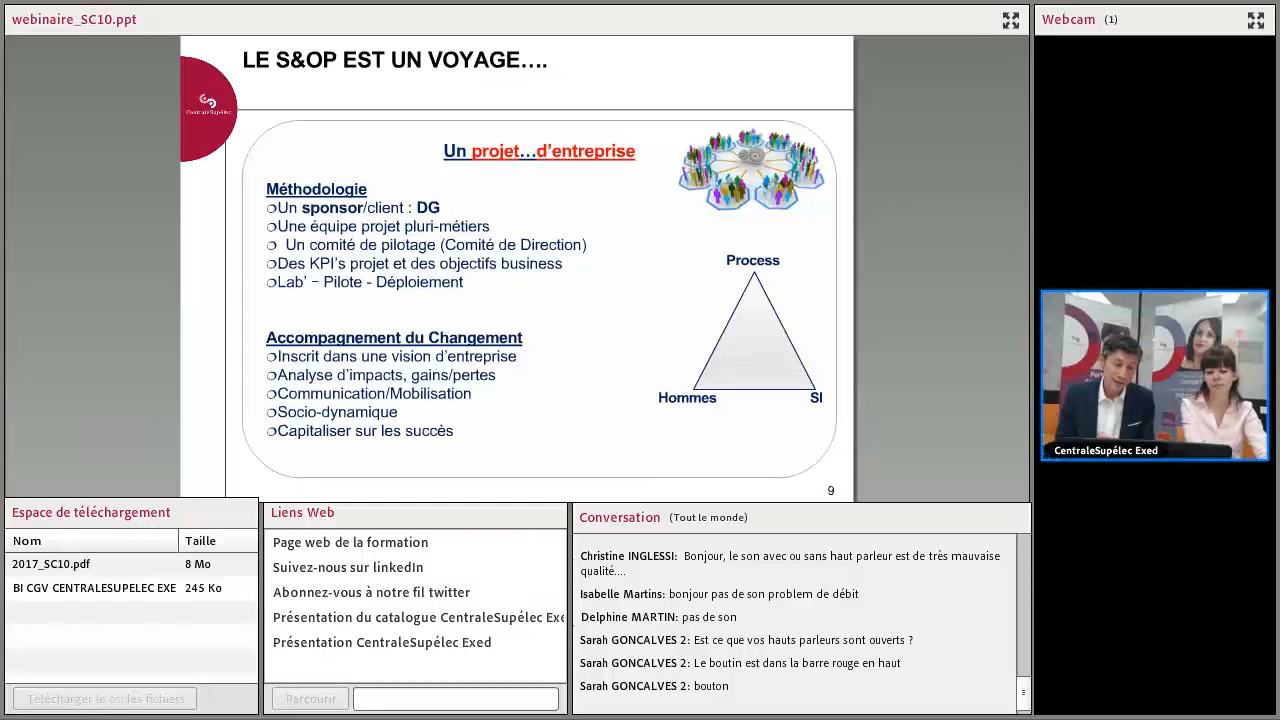 webinaire_SC10.ppt
Webcam (1)
LE S&OP EST UN VOYAGE….
CentraleSupélec
Un projet…d’entreprise
Méthodologie
❍Un sponsor/client : DG
❍Une équipe projet pluri-métiers
❍ Un comité de pilotage (Comité de Direction)
❍Des KPI’s projet et des objectifs business
❍Lab’ – Pilote - Déploiement
Process
Hommes
SI
Accompagnement du Changement
❍Inscrit dans une vision d’entreprise
❍Analyse d’impacts, gains/pertes
❍Communication/Mobilisation
❍Socio-dynamique
❍Capitaliser sur les succès
9
CentraleSupélec Exed
Espace de téléchargement
Nom Taille
2017_SC10.pdf 8 Mo
BI CGV CENTRALESUPELEC EXE 245 Ko
Télécharger le ou les fichiers
Liens Web
Page web de la formation
Suivez-nous sur linkedIn
Abonnez-vous à notre fil twitter
Présentation du catalogue CentraleSupélec Exe
Présentation CentraleSupélec Exed
Parcourir
Conversation (Tout le monde)
Christine INGLESSI: Bonjour, le son avec ou sans haut parleur est de très mauvaise
qualité....
Isabelle Martins: bonjour pas de son problem de débit
Delphine MARTIN: pas de son
Sarah GONCALVES 2: Est ce que vos hauts parleurs sont ouverts ?
Sarah GONCALVES 2: Le boutin est dans la barre rouge en haut
Sarah GONCALVES 2: bouton